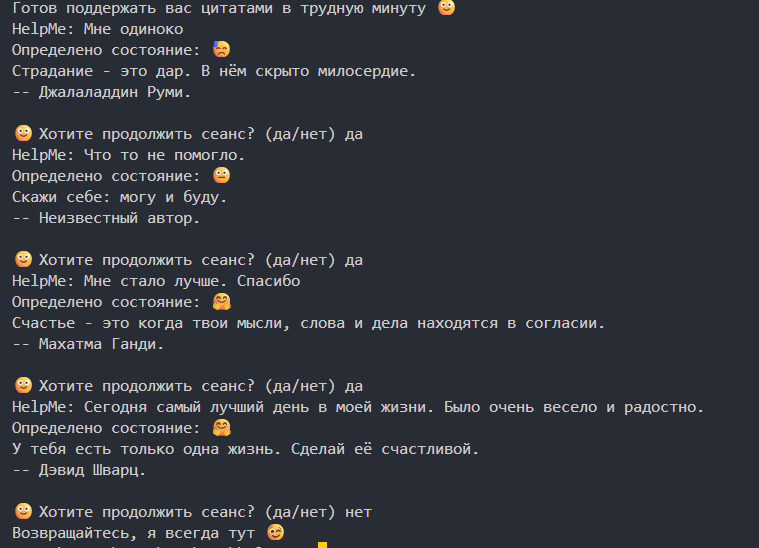 Готов поддержать вас цитатами в трудную минуту 🙂
HelpMe: Мне одиноко
Определено состояние: 😓
Страдание - это дар. В нём скрыто милосердие.
-- Джалаладдин Руми.
🙂 Хотите продолжить сеанс? (да/нет) да
HelpMe: Что то не помогло.
Определено состояние: 😐
Скажи себе: могу и буду.
-- Неизвестный автор.
🙂 Хотите продолжить сеанс? (да/нет) да
HelpMe: Мне стало лучше. Спасибо
Определено состояние: 🤗
Счастье - это когда твои мысли, слова и дела находятся в согласии.
-- Махатма Ганди.
🙂 Хотите продолжить сеанс? (да/нет) да
HelpMe: Сегодня самый лучший день в моей жизни. Было очень весело и радостно.
Определено состояние: 🤗
У тебя есть только одна жизнь. Сделай её счастливой.
-- Дэвид Шварц.
🙂 Хотите продолжить сеанс? (да/нет) нет
Возвращайтесь, я всегда тут 😉